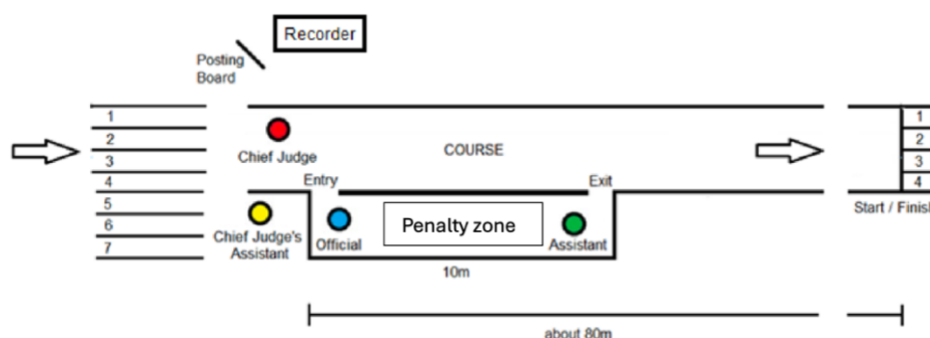 Recorder
Posting
Board
1
2
3
4
5
6
7
Chief Judge
COURSE
Entry
Exit
1
2
3
4
Start / Finish
Chief Judge's
Assistant
Official
Penalty zone
Assistant
10m
about 80m